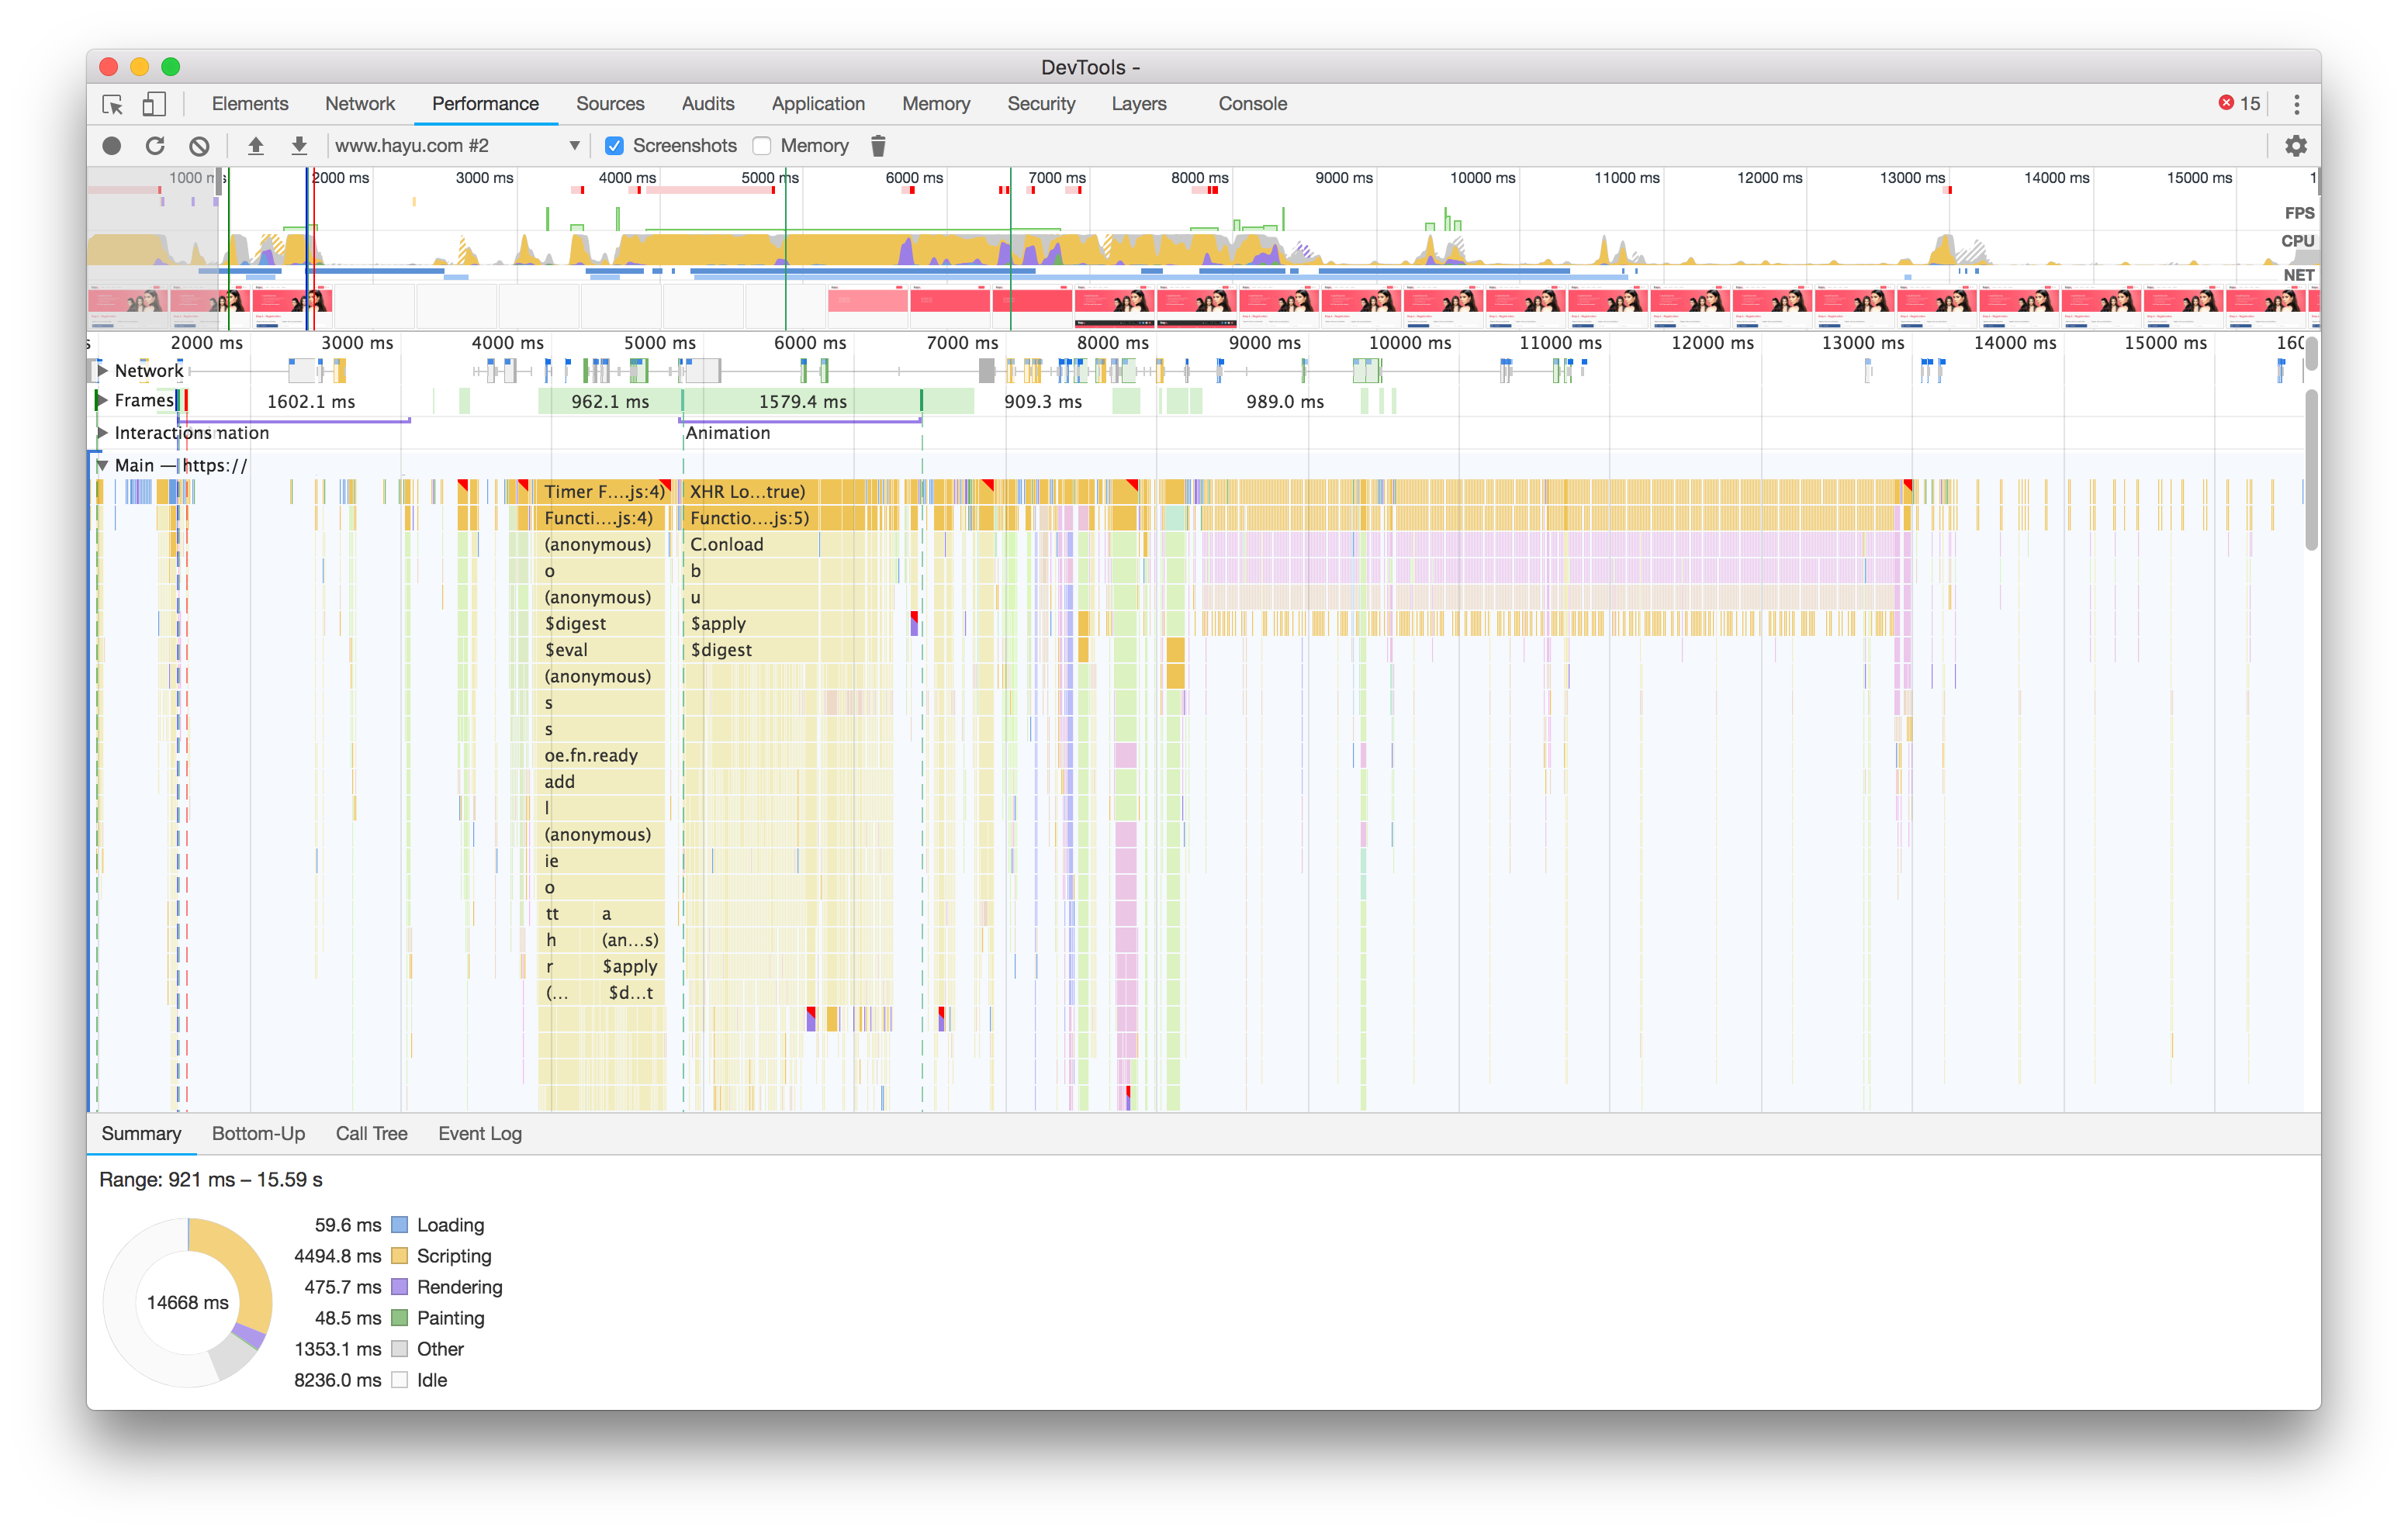 DevTools -
Elements Network Performance Sources Audits Application Memory Security Layers Console 15
www.hayu.com #2 Screenshots Memory
1000 ms 2000 ms 3000 ms 4000 ms 5000 ms 6000 ms 7000 ms 8000 ms 9000 ms 10000 ms 11000 ms 12000 ms 13000 ms 14000 ms 15000 ms 1
FPS
CPU
NET
s 2000 ms 3000 ms 4000 ms 5000 ms 6000 ms 7000 ms 8000 ms 9000 ms 10000 ms 11000 ms 12000 ms 13000 ms 14000 ms 15000 ms 160
Network
Frames 1602.1 ms 962.1 ms 1579.4 ms 909.3 ms 989.0 ms
Interactions mation Animation
Main — https://
Timer F....js:4) XHR Lo...true)
Functi....js:4) Functio....js:5)
(anonymous) C.onload
o b
(anonymous) u
$digest $apply
$eval $digest
(anonymous)
s
s
oe.fn.ready
add
l
(anonymous)
ie
o
tt a
h (an...s)
r $apply
(... $d...t
Summary Bottom-Up Call Tree Event Log
Range: 921 ms – 15.59 s
14668 ms
59.6 ms Loading
4494.8 ms Scripting
475.7 ms Rendering
48.5 ms Painting
1353.1 ms Other
8236.0 ms Idle